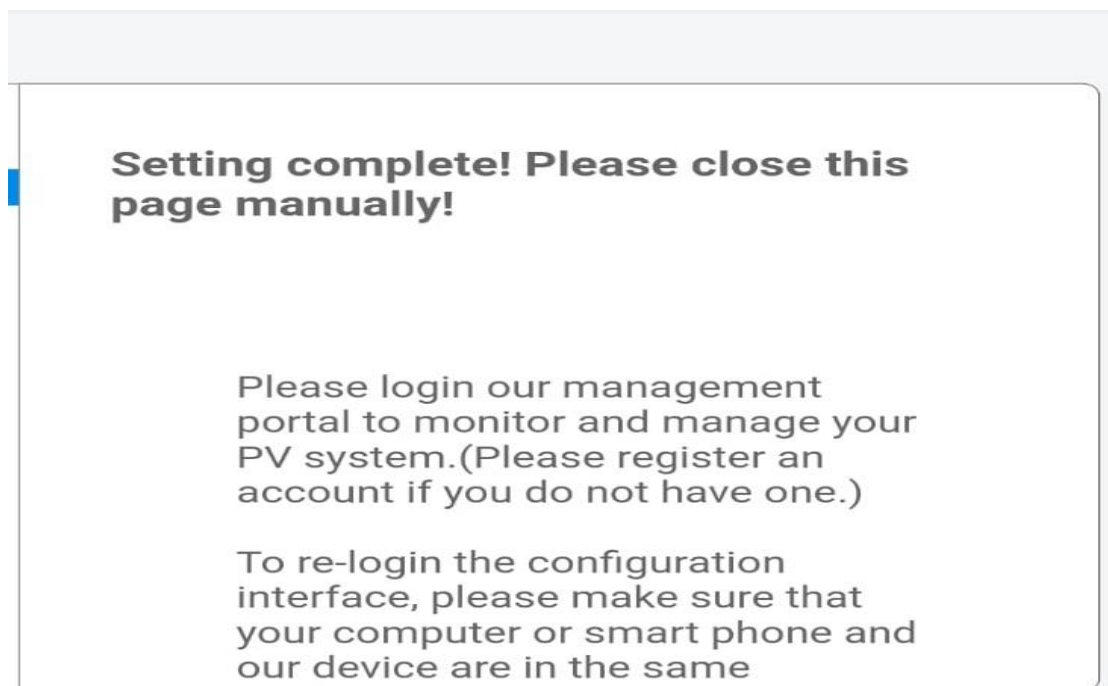 Setting complete! Please close this
page manually!
Please login our management
portal to monitor and manage your
PV system.(Please register an
account if you do not have one.)
To re-login the configuration
interface, please make sure that
your computer or smart phone and
our device are in the same